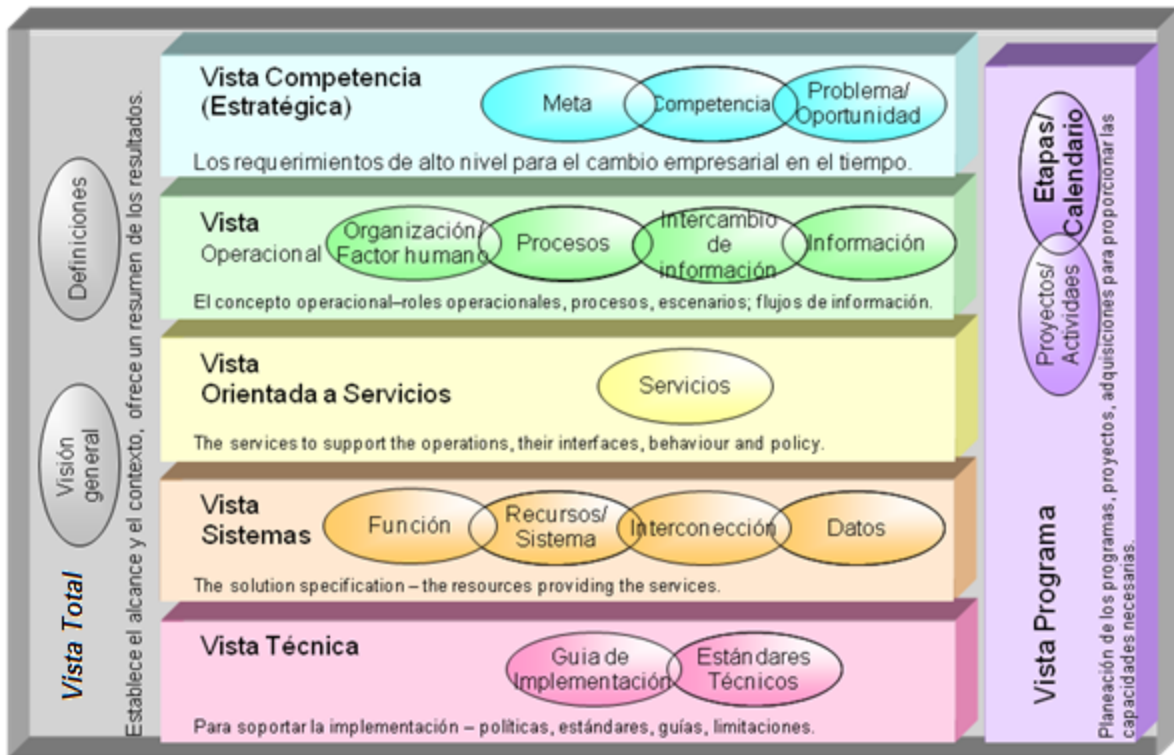 Vista Total
Establece el alcance y el contexto, ofrece un resumen de los resultados.
Definiciones
Visión
general
Vista Competencia
(Estratégica)
Meta
Competencia
Problema/
Oportunidad
Los requerimientos de alto nivel para el cambio empresarial en el tiempo.
Vista
Operacional
Organización/
Factor humano
Procesos
Intercambio
de
información
Información
El concepto operacional–roles operacionales, procesos, escenarios; flujos de información.
Vista
Orientada a Servicios
Servicios
The services to support the operations, their interfaces, behaviour and policy.
Vista
Sistemas
Función
Recursos/
Sistema
Interconección
Datos
The solution specification – the resources providing the services.
Vista Técnica
Guia de
Implementación
Estándares
Técnicos
Para soportar la implementación – políticas, estándares, guías, limitaciones.
Vista Programa
Etapas/
Calendario
Proyectos/
Actividaes
Planeación de los programas, proyectos, adquisiciónes para proporcionar las
capacidades necesarias.